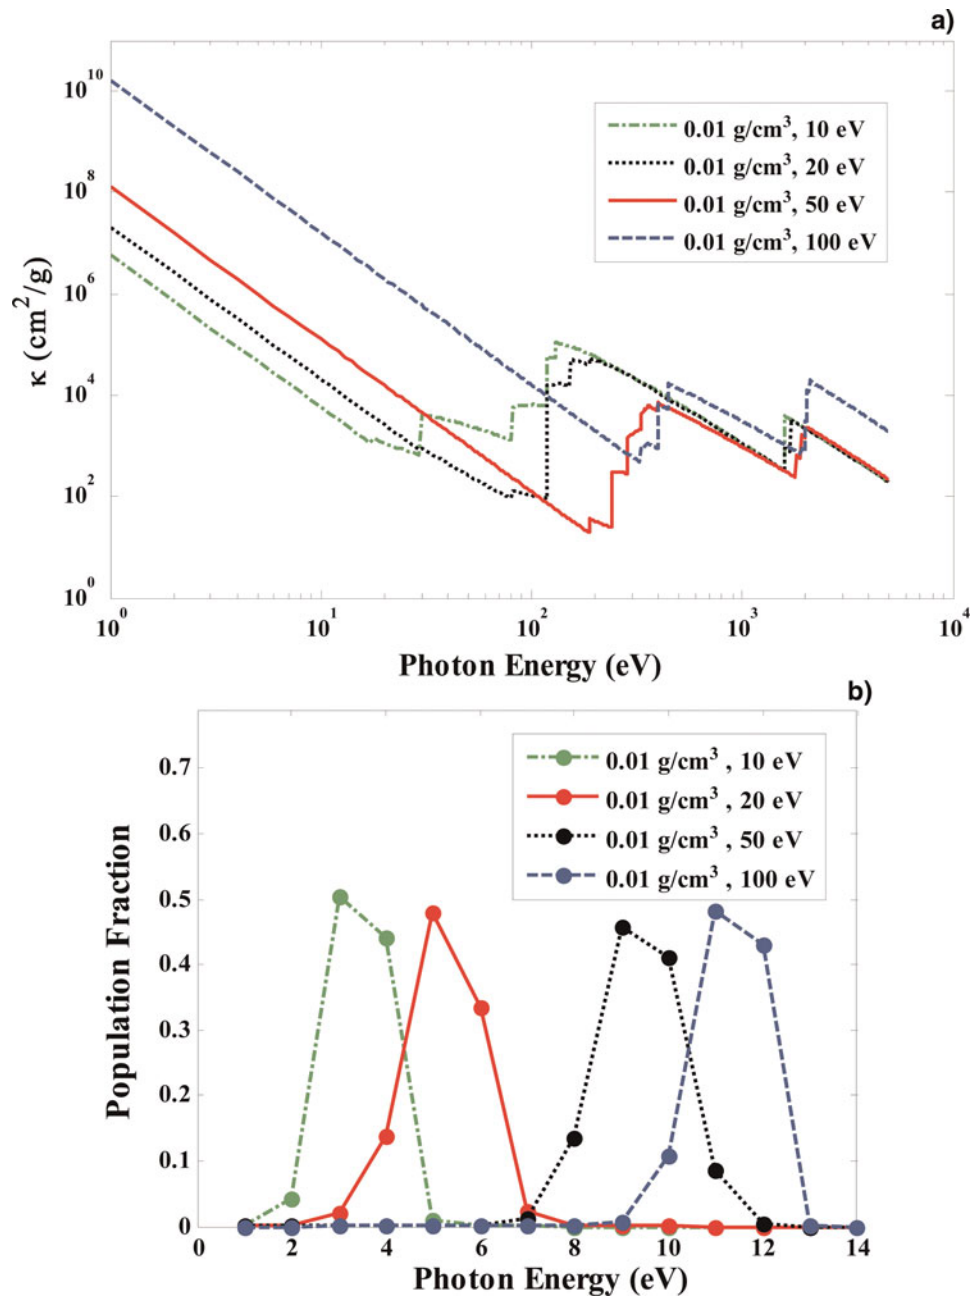 a)
10^10
10^8
10^6
10^4
10^2
10^0
κ (cm^2/g)
0.01 g/cm^3, 10 eV
0.01 g/cm^3, 20 eV
0.01 g/cm^3, 50 eV
0.01 g/cm^3, 100 eV
10^0 10^1 10^2 10^3 10^4
Photon Energy (eV)
b)
0.7
0.6
0.5
0.4
0.3
0.2
0.1
0
Population Fraction
0.01 g/cm^3 , 10 eV
0.01 g/cm^3 , 20 eV
0.01 g/cm^3 , 50 eV
0.01 g/cm^3 , 100 eV
0 2 4 6 8 10 12 14
Photon Energy (eV)